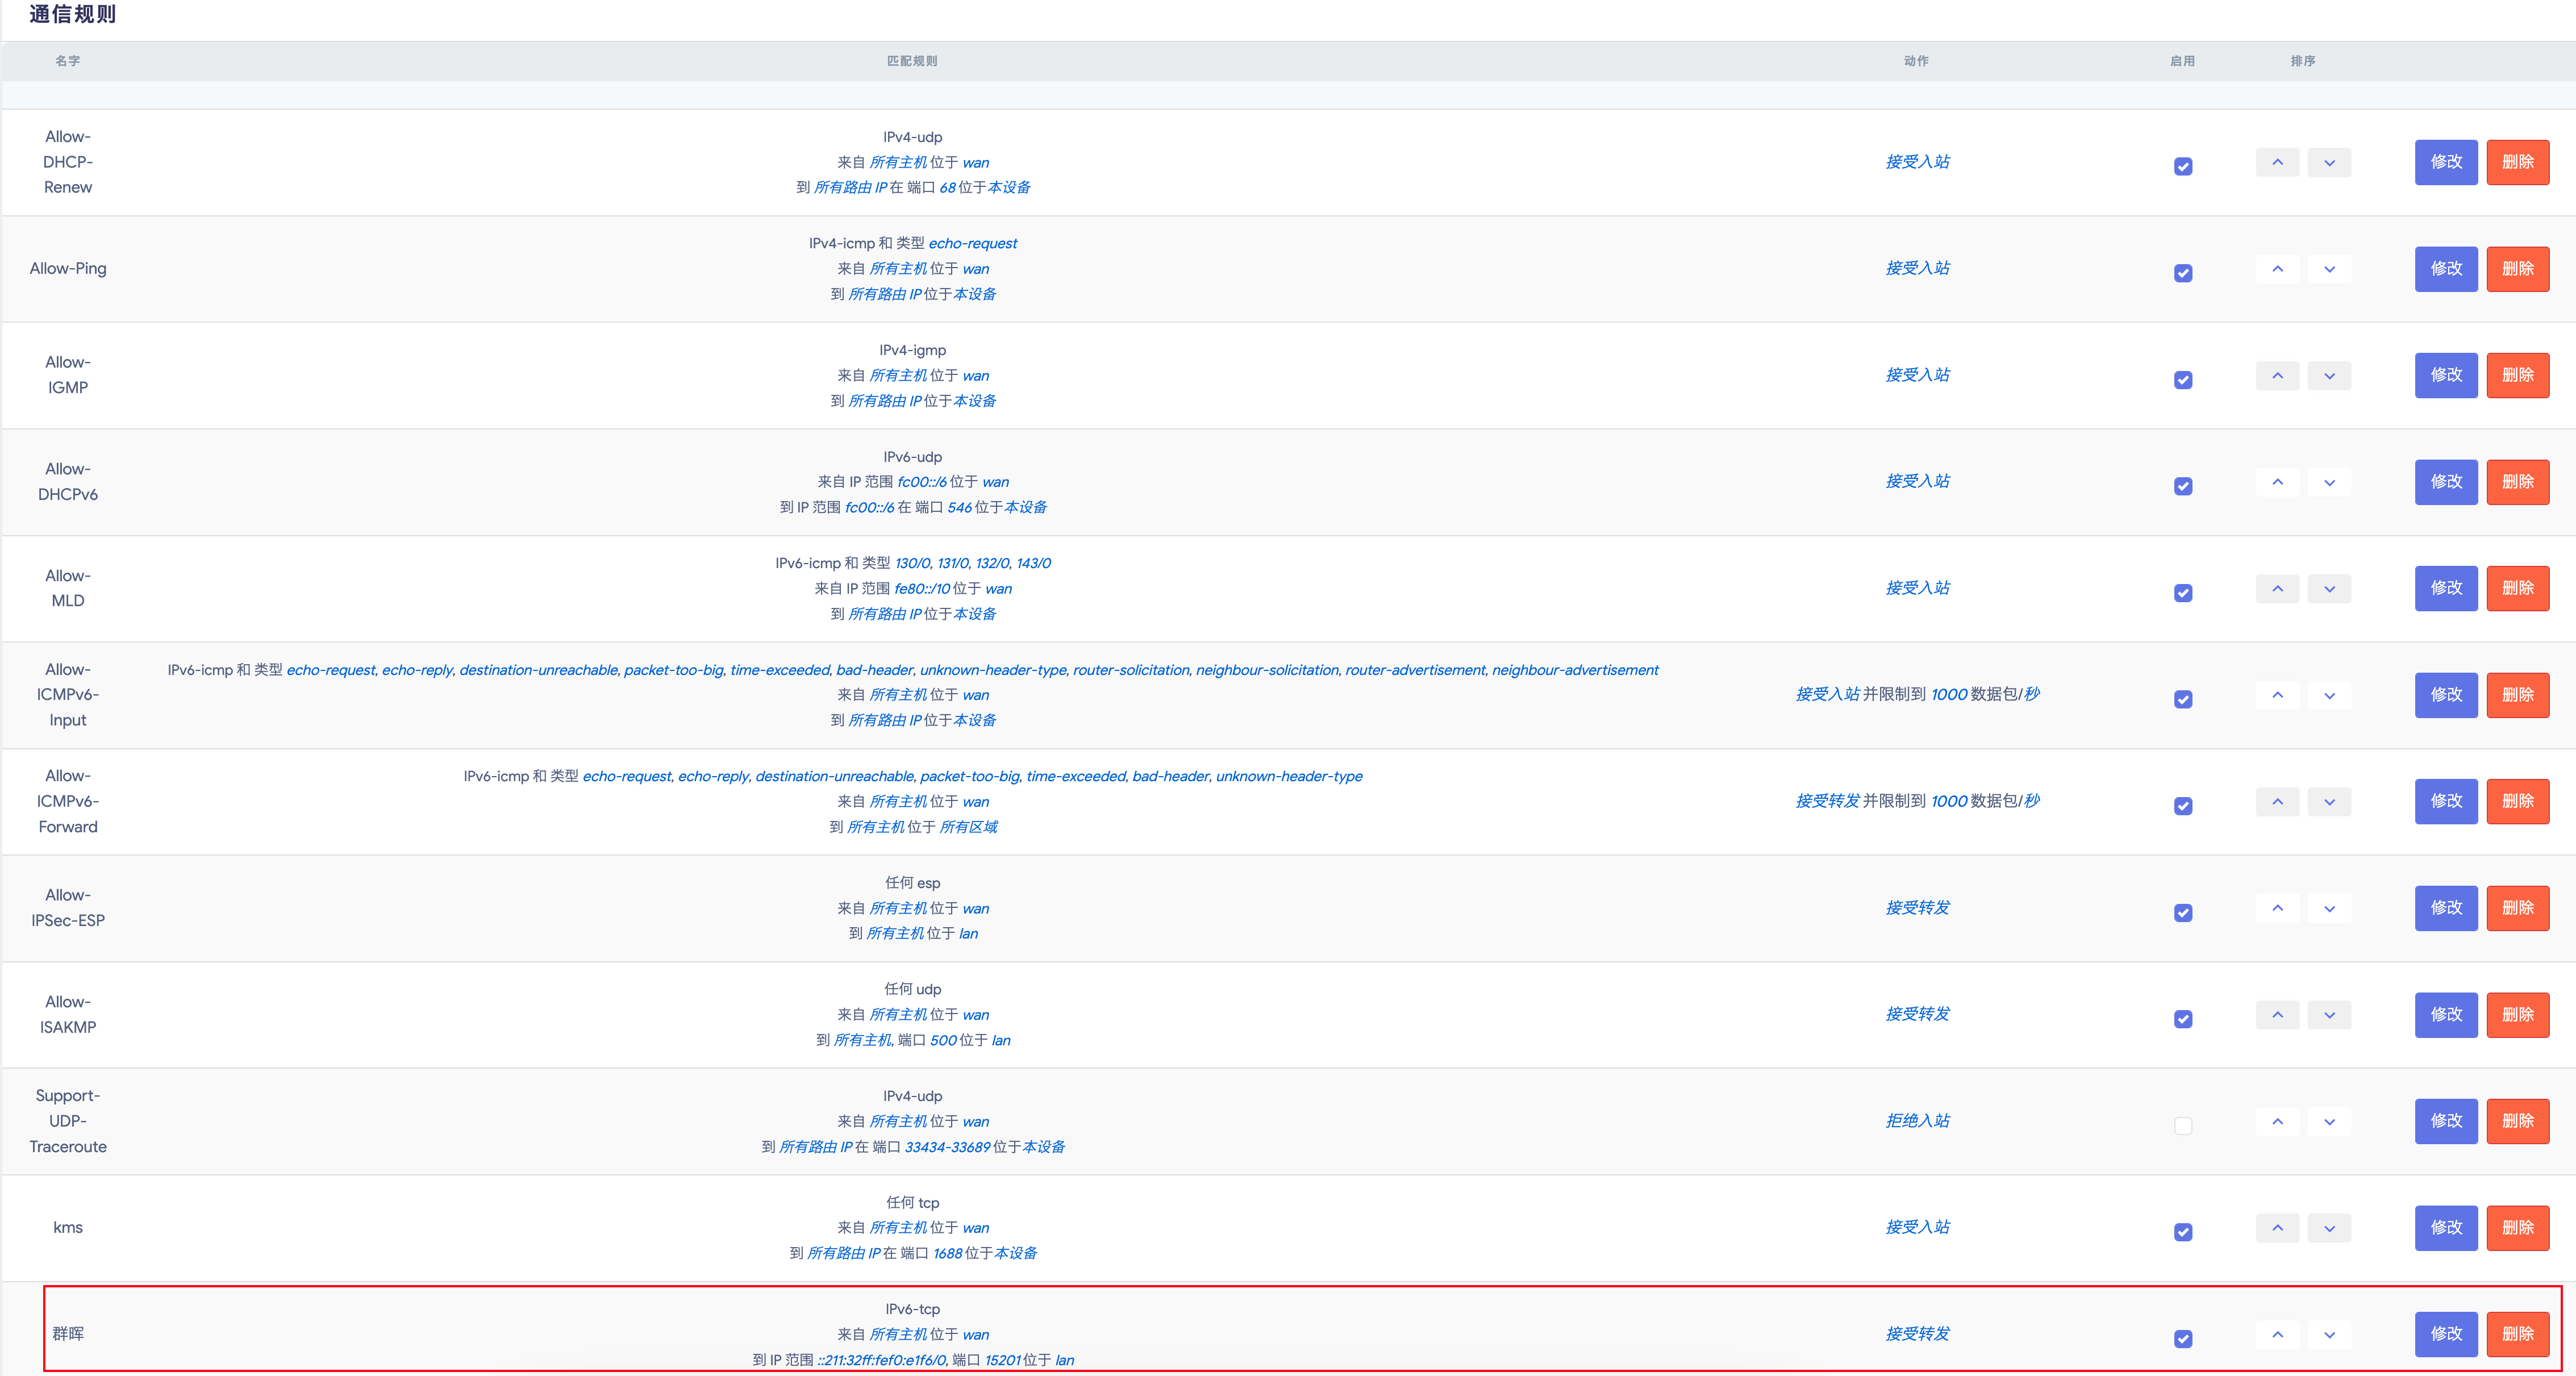 通信规则
名字 匹配规则 动作 启用 排序
Allow-
DHCP-
Renew
IPv4-udp
来自 所有主机 位于 wan
到 所有路由 IP 在 端口 68 位于本设备
接受入站
修改 删除
Allow-Ping
IPv4-icmp 和 类型 echo-request
来自 所有主机 位于 wan
到 所有路由 IP 位于本设备
接受入站
修改 删除
Allow-
IGMP
IPv4-igmp
来自 所有主机 位于 wan
到 所有路由 IP 位于本设备
接受入站
修改 删除
Allow-
DHCPv6
IPv6-udp
来自 IP 范围 fc00::/6 位于 wan
到 IP 范围 fc00::/6 在 端口 546 位于本设备
接受入站
修改 删除
Allow-
MLD
IPv6-icmp 和 类型 130/0, 131/0, 132/0, 143/0
来自 IP 范围 fe80::/10 位于 wan
到 所有路由 IP 位于本设备
接受入站
修改 删除
Allow-
ICMPv6-
Input
IPv6-icmp 和 类型 echo-request, echo-reply, destination-unreachable, packet-too-big, time-exceeded, bad-header, unknown-header-type, router-solicitation, neighbour-solicitation, router-advertisement, neighbour-advertisement
来自 所有主机 位于 wan
到 所有路由 IP 位于本设备
接受入站 并限制到 1000 数据包/秒
修改 删除
Allow-
ICMPv6-
Forward
IPv6-icmp 和 类型 echo-request, echo-reply, destination-unreachable, packet-too-big, time-exceeded, bad-header, unknown-header-type
来自 所有主机 位于 wan
到 所有主机 位于 所有区域
接受转发 并限制到 1000 数据包/秒
修改 删除
Allow-
IPSec-ESP
任何 esp
来自 所有主机 位于 wan
到 所有主机 位于 lan
接受转发
修改 删除
Allow-
ISAKMP
任何 udp
来自 所有主机 位于 wan
到 所有主机, 端口 500 位于 lan
接受转发
修改 删除
Support-
UDP-
Traceroute
IPv4-udp
来自 所有主机 位于 wan
到 所有路由 IP 在 端口 33434-33689 位于本设备
拒绝入站
修改 删除
kms
任何 tcp
来自 所有主机 位于 wan
到 所有路由 IP 在 端口 1688 位于本设备
接受入站
修改 删除
群晖
IPv6-tcp
来自 所有主机 位于 wan
到 IP 范围 ::211:32ff:fef0:e1f6/0, 端口 15201 位于 lan
接受转发
修改 删除